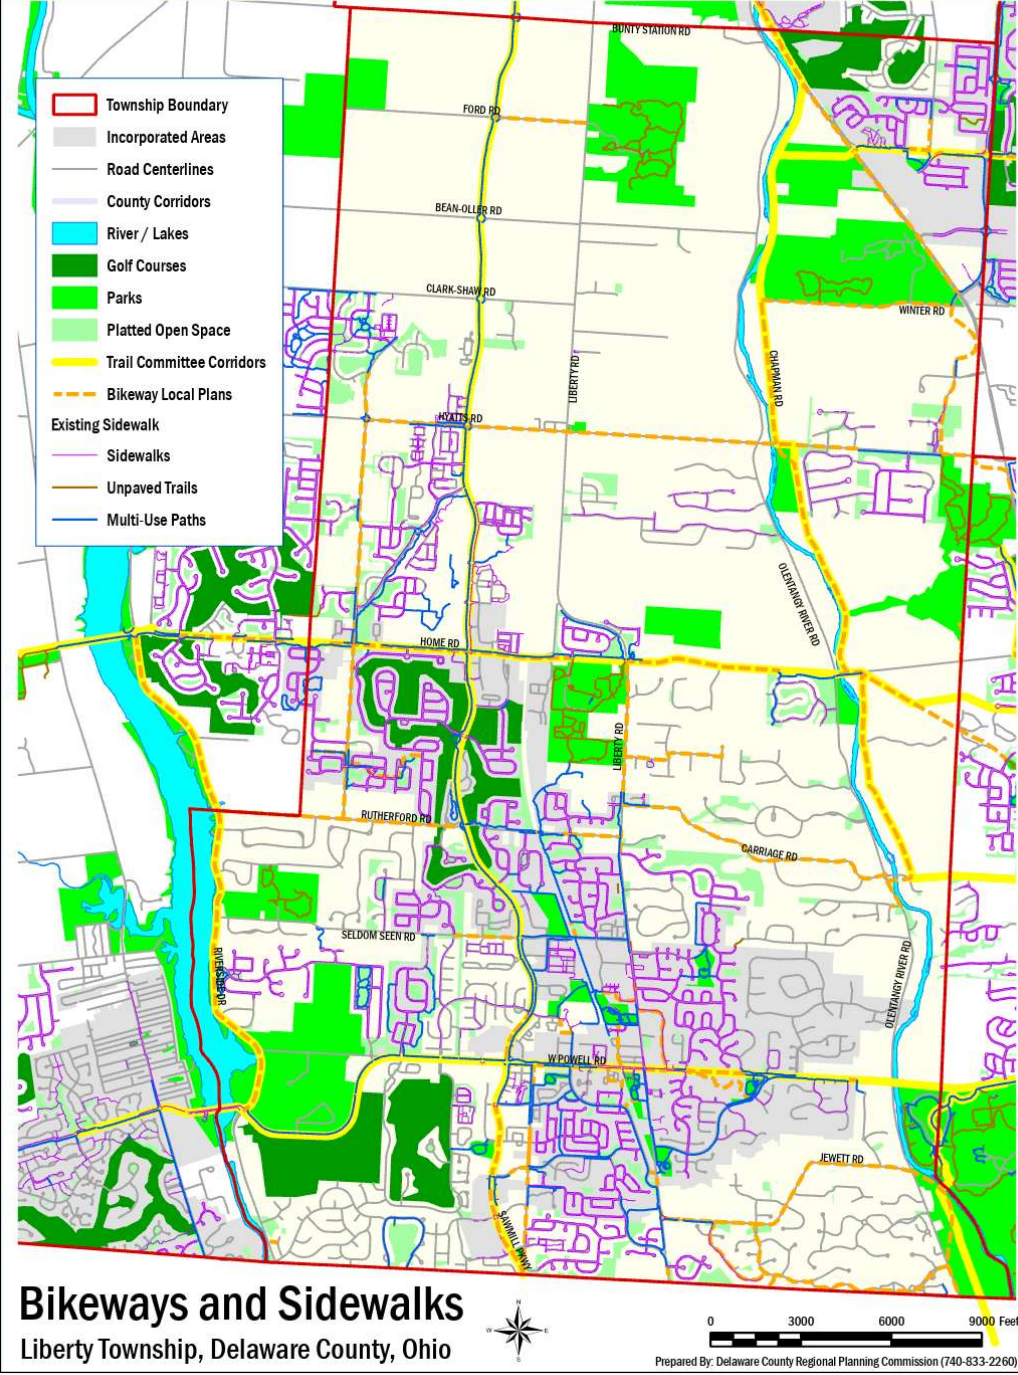 BUNTY STATION RD
Township Boundary
Incorporated Areas
Road Centerlines
County Corridors
River / Lakes
Golf Courses
Parks
Platted Open Space
Trail Committee Corridors
Bikeway Local Plans
Existing Sidewalk
Sidewalks
Unpaved Trails
Multi-Use Paths
FORD RD
BEAN-OLLER RD
CLARK-SHAW RD
WINTER RD
LIBERTY RD
CHAPMAN RD
HYATTS RD
OLENTANGY RIVER RD
HOME RD
LIBERTY RD
RUTHERFORD RD
CARRIAGE RD
SELDOM SEEN RD
OLENTANGY RIVER RD
W POWELL RD
JEWETT RD
SAWMILL PKWY
Bikeways and Sidewalks
Liberty Township, Delaware County, Ohio
N
W
E
S
0 3000 6000 9000 Feet
Prepared By: Delaware County Regional Planning Commission (740-833-2260)